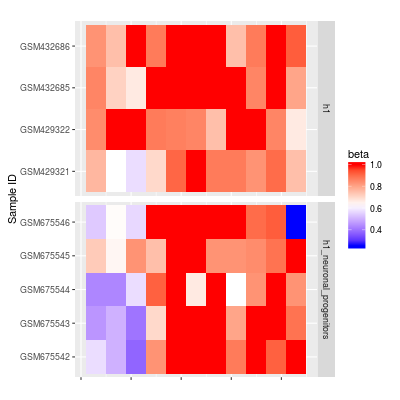 GSM432686
GSM432685
GSM429322
GSM429321
h1
GSM675546
GSM675545
GSM675544
GSM675543
GSM675542
h1_neuronal_progenitors
Sample ID
beta
1.0
0.8
0.6
0.4